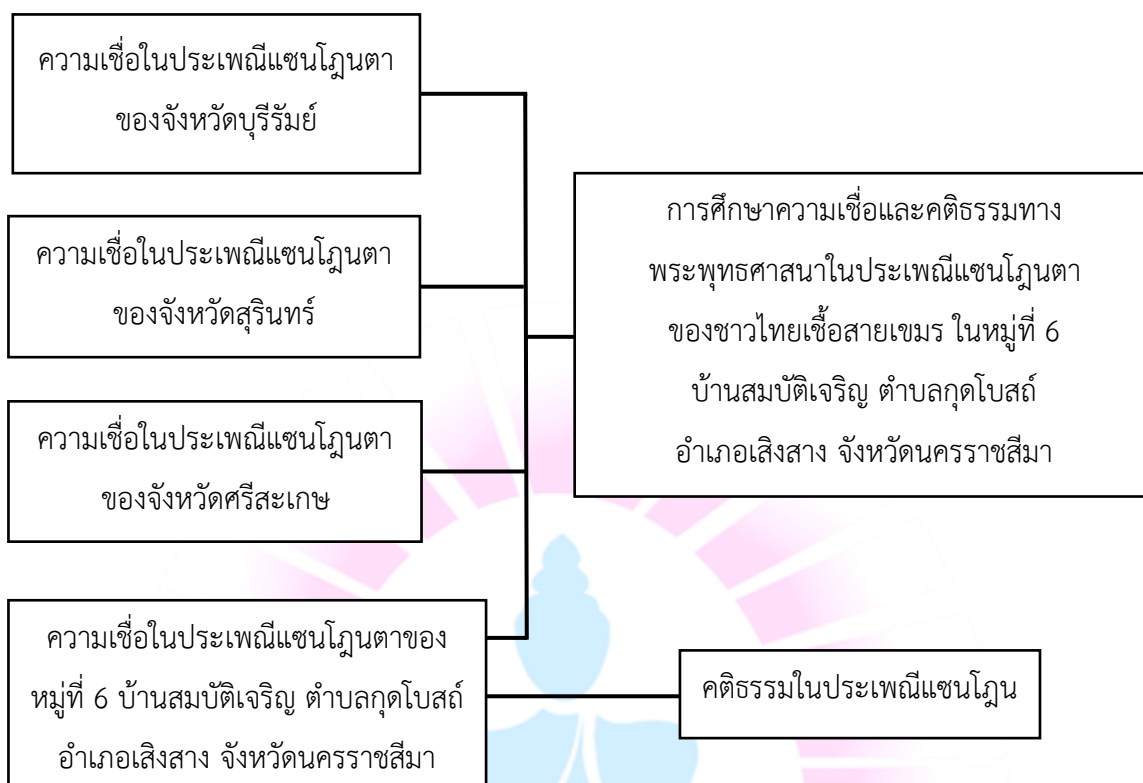 ความเชื่อในประเพณีแซนโฎนตา
ของจังหวัดบุรีรัมย์
ความเชื่อในประเพณีแซนโฎนตา
ของจังหวัดสุรินทร์
ความเชื่อในประเพณีแซนโฎนตา
ของจังหวัดศรีสะเกษ
ความเชื่อในประเพณีแซนโฎนตาของ
หมู่ที่ 6 บ้านสมบัติเจริญ ตำบลกุดโบสถ์
อำเภอเสิงสาง จังหวัดนครราชสีมา
การศึกษาความเชื่อและคติธรรมทาง
พระพุทธศาสนาในประเพณีแซนโฎนตา
ของชาวไทยเชื้อสายเขมร ในหมู่ที่ 6
บ้านสมบัติเจริญ ตำบลกุดโบสถ์
อำเภอเสิงสาง จังหวัดนครราชสีมา
คติธรรมในประเพณีแซนโฎน